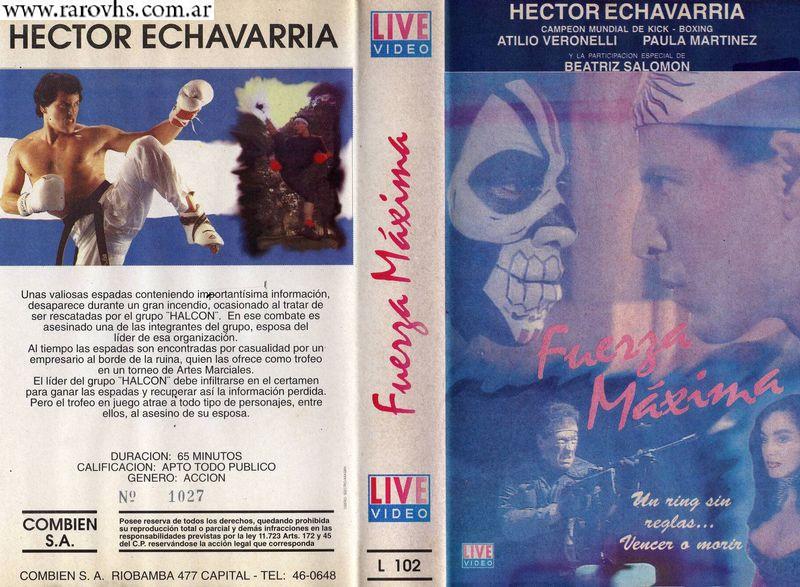 www.rarovhs.com.ar
HECTOR ECHAVARRIA
Unas valiosas espadas conteniendo importantísima información,
desaparece durante un gran incendio, ocasionado al tratar de
ser rescatadas por el grupo ¨HALCON¨. En ese combate es
asesinado una de las integrantes del grupo, esposa del
líder de esa organización.
Al tiempo las espadas son encontradas por casualidad por un
empresario al borde de la ruina, quien las ofrece como trofeo
en un torneo de Artes Marciales.
El líder del grupo ¨HALCON¨ debe infiltrarse en el certamen
para ganar las espadas y recuperar así la información perdida.
Pero el trofeo en juego atrae a todo tipo de personajes, entre
ellos, al asesino de su esposa.
DURACION: 65 MINUTOS
CALIFICACION: APTO TODO PUBLICO
GENERO: ACCION
Nº 1027
COMBIEN
S.A.
Posee reserva de todos los derechos, quedando prohibida
su reproducción total o parcial y demás infracciones en las
responsabilidades previstas por la ley 11.723 Arts. 172 y 45
del C.P. reservándose la acción legal que corresponda
COMBIEN S. A. RIOBAMBA 477 CAPITAL - TEL: 46-0648
LIVE
VIDEO
Fuerza Máxima
LIVE
VIDEO
L 102
HECTOR ECHAVARRIA
CAMPEON MUNDIAL DE KICK - BOXING
ATILIO VERONELLI PAULA MARTINEZ
Y LA PARTICIPACION ESPECIAL DE
BEATRIZ SALOMON
Fuerza
Máxima
Un ring sin
reglas...
Vencer o morir
LIVE
VIDEO